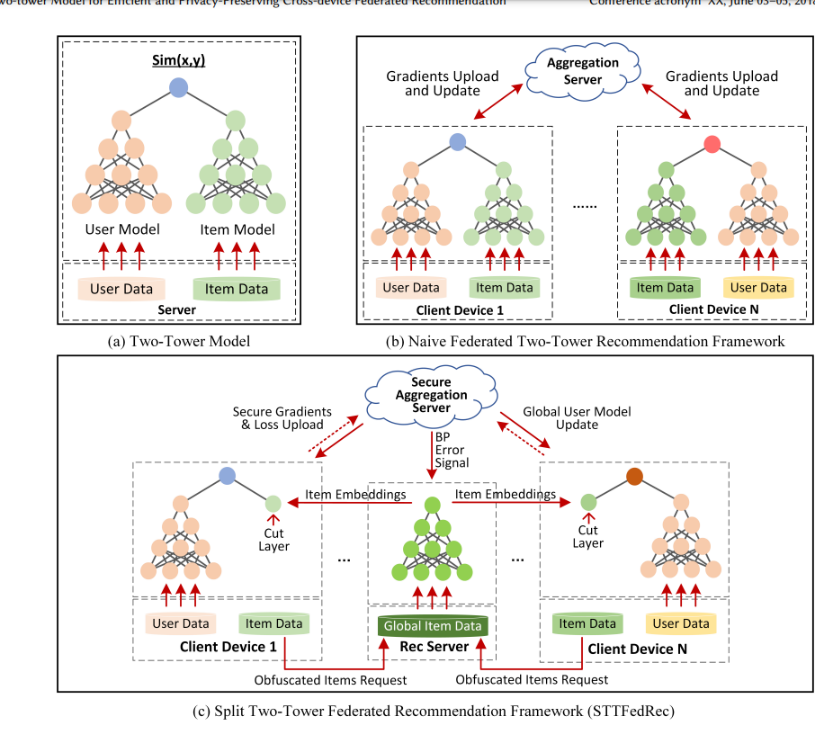 wo-tower Model for Efficient and Privacy-Preserving Cross-device Federated Recommendation
Conference acronym 'XX, June 03–05, 2018
Sim(x,y)
User Model
Item Model
User Data
Item Data
Server
(a) Two-Tower Model
Aggregation
Server
Gradients Upload
and Update
Gradients Upload
and Update
......
User Data
Item Data
Client Device 1
Item Data
User Data
Client Device N
(b) Naive Federated Two-Tower Recommendation Framework
Secure
Aggregation
Server
Secure Gradients
& Loss Upload
Global User Model
Update
BP
Error
Signal
Item Embeddings
Item Embeddings
Cut
Layer
Cut
Layer
...
...
User Data
Item Data
Client Device 1
Global Item Data
Rec Server
Item Data
User Data
Client Device N
Obfuscated Items Request
Obfuscated Items Request
(c) Split Two-Tower Federated Recommendation Framework (STTFedRec)